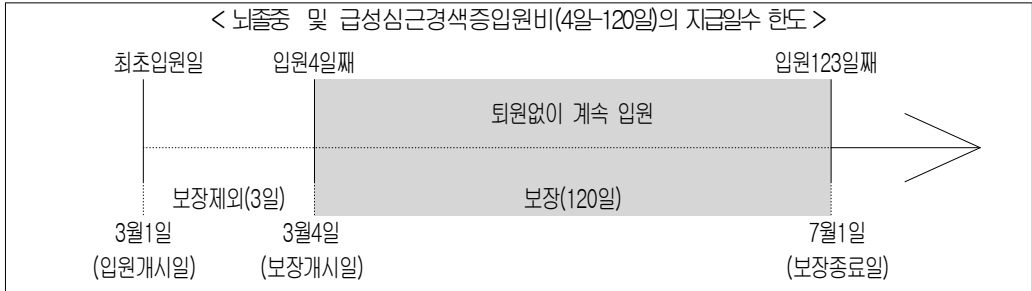 < 뇌졸중 및 급성심근경색증입원비(4일-120일)의 지급일수 한도 >
최초입원일 입원4일째 입원123일째
퇴원없이 계속 입원
보장제외(3일) 보장(120일)
3월1일 3월4일 7월1일
(입원개시일) (보장개시일) (보장종료일)